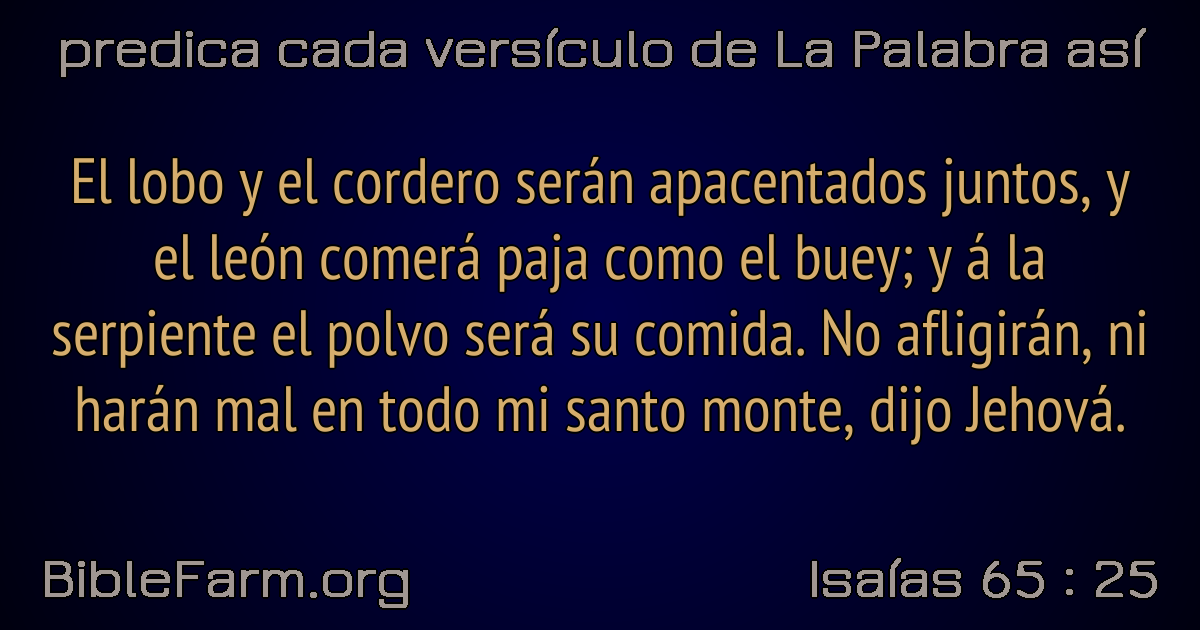 predica cada versículo de La Palabra así
El lobo y el cordero serán apacentados juntos, y
el león comerá paja como el buey; y á la
serpiente el polvo será su comida. No afligirán, ni
harán mal en todo mi santo monte, dijo Jehová.
BibleFarm.org
Isaías 65 : 25